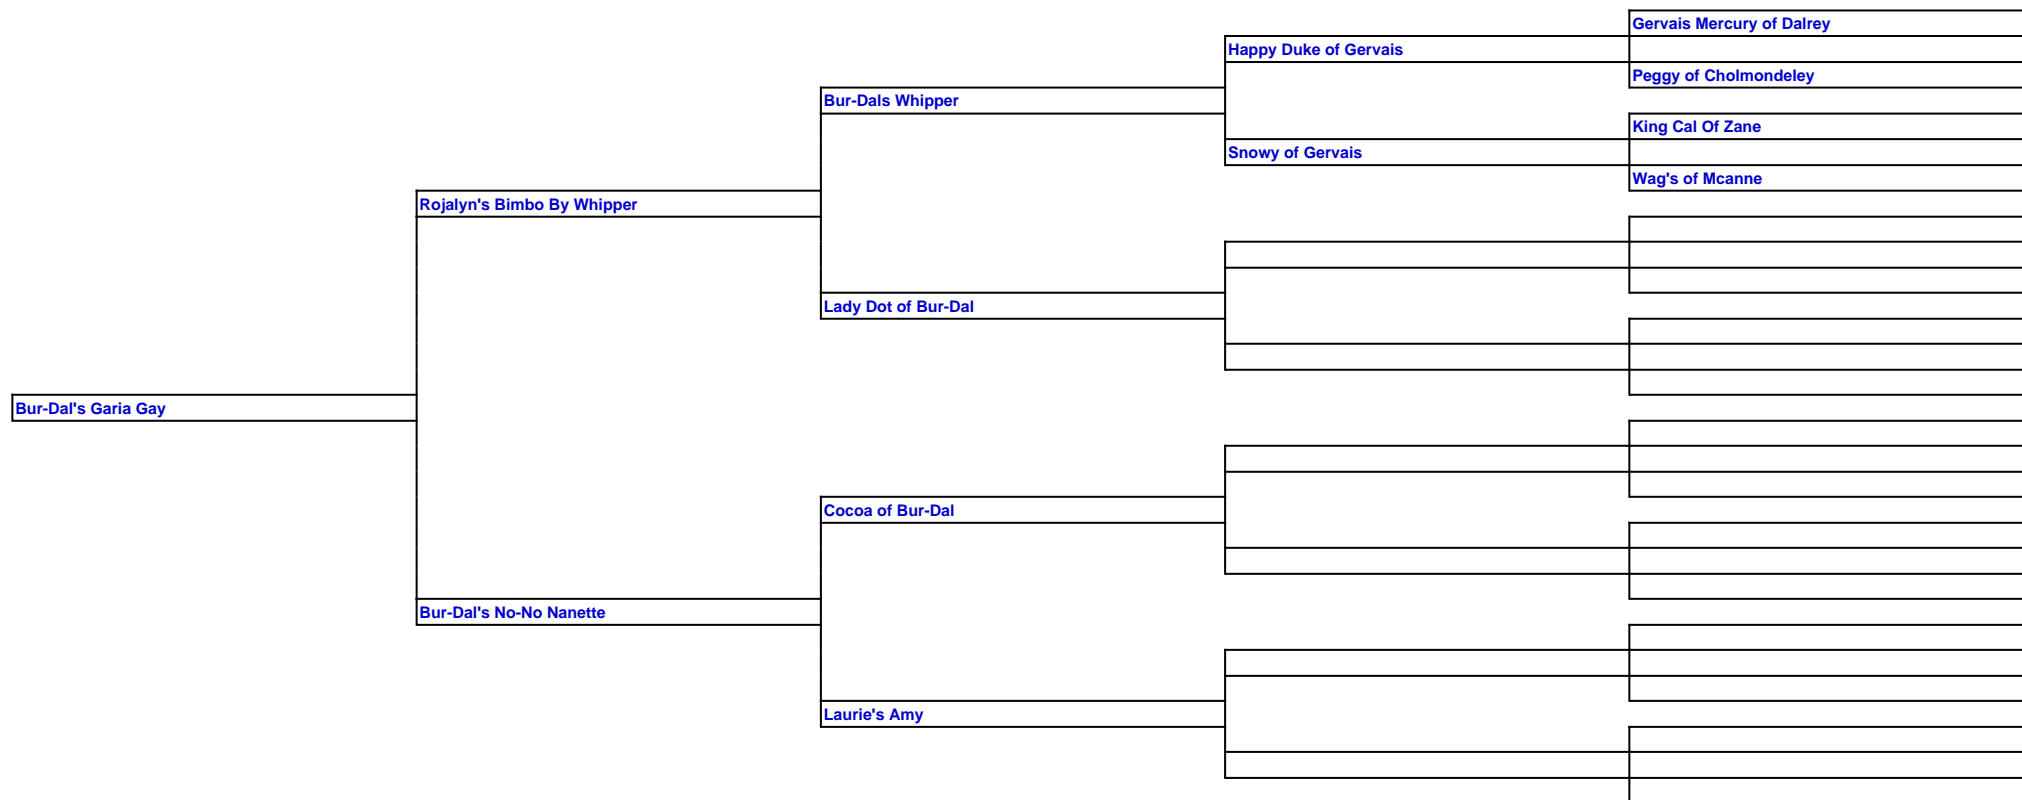 Gervais Mercury of Dalrey
Happy Duke of Gervais
Peggy of Cholmondeley
Bur-Dals Whipper
King Cal Of Zane
Snowy of Gervais
Wag's of Mcanne
Rojalyn's Bimbo By Whipper
Lady Dot of Bur-Dal
Bur-Dal's Garia Gay
Cocoa of Bur-Dal
Bur-Dal's No-No Nanette
Laurie's Amy